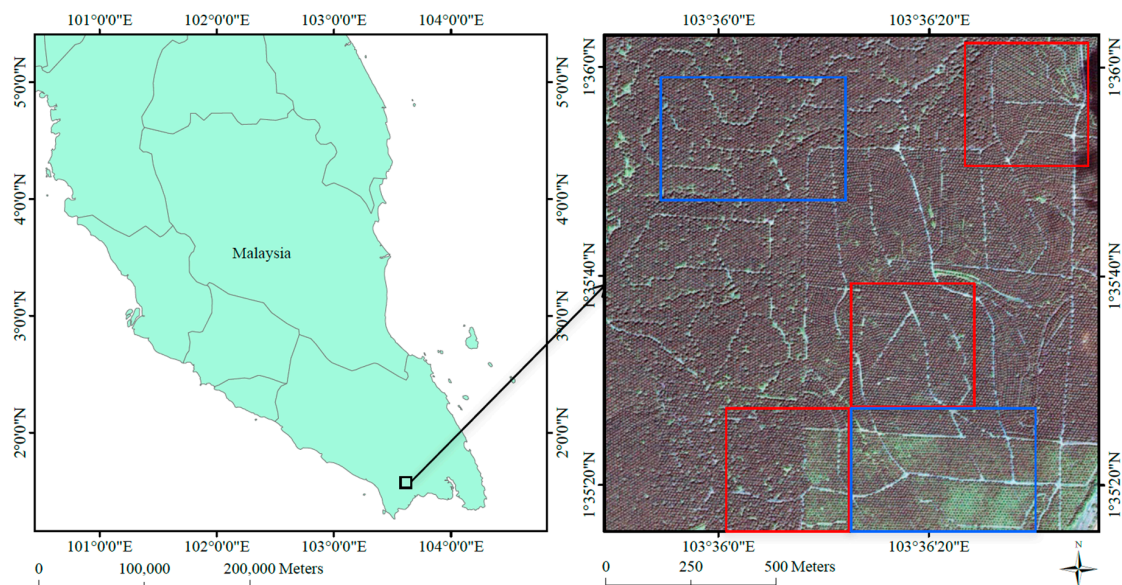 101°0'0"E 102°0'0"E 103°0'0"E 104°0'0"E
103°36'0"E 103°36'20"E
5°0'0"N
4°0'0"N
3°0'0"N
2°0'0"N
Malaysia
5°0'0"N
4°0'0"N
3°0'0"N
2°0'0"N
1°36'0"N
1°35'40"N
1°35'20"N
1°36'0"N
1°35'40"N
1°35'20"N
101°0'0"E 102°0'0"E 103°0'0"E 104°0'0"E
103°36'0"E 103°36'20"E
0 100,000 200,000 Meters
0 250 500 Meters
N